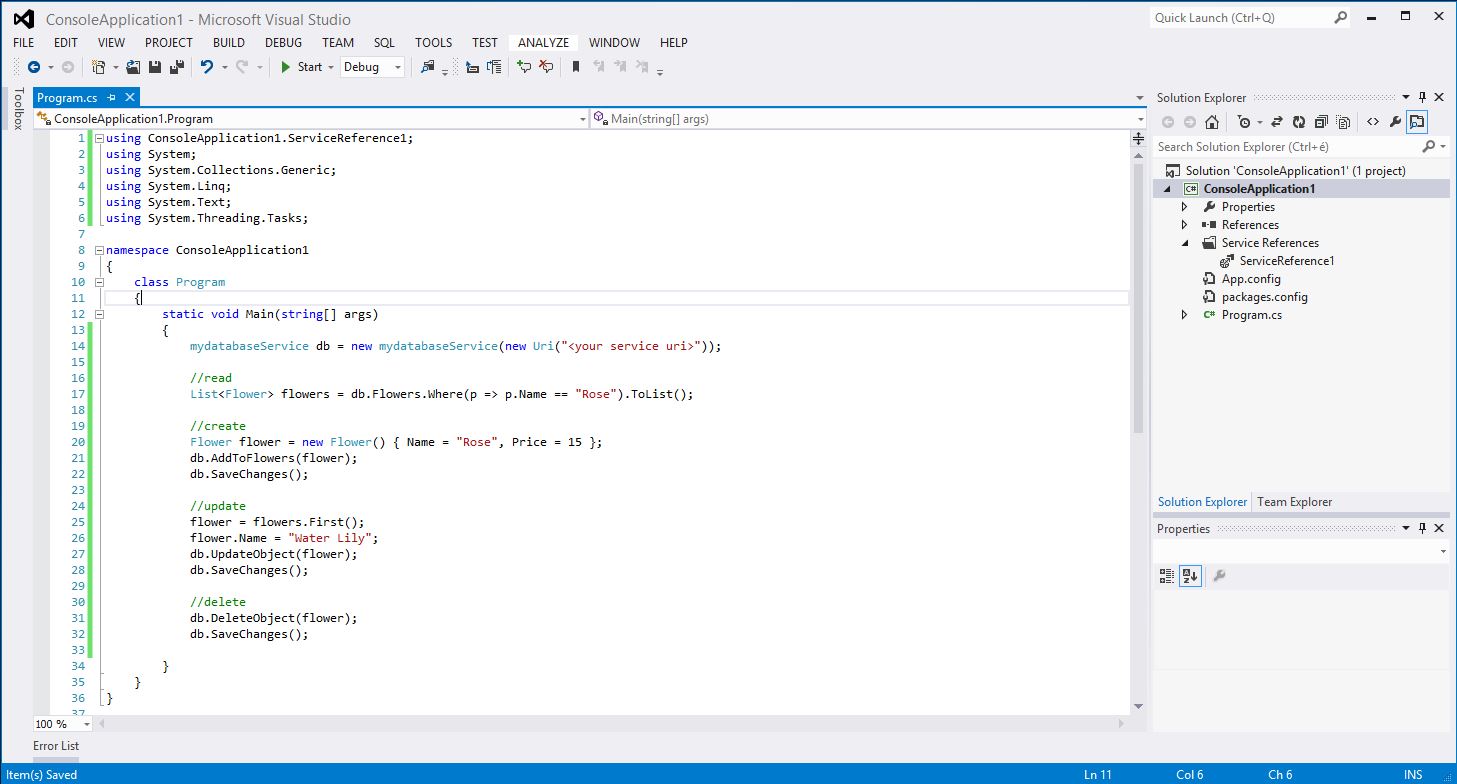 ConsoleApplication1 - Microsoft Visual Studio
Quick Launch (Ctrl+Q)
FILE EDIT VIEW PROJECT BUILD DEBUG TEAM SQL TOOLS TEST ANALYZE WINDOW HELP
Start Debug
Toolbox
Program.cs
ConsoleApplication1.Program
Main(string[] args)
1 using ConsoleApplication1.ServiceReference1;
2 using System;
3 using System.Collections.Generic;
4 using System.Linq;
5 using System.Text;
6 using System.Threading.Tasks;
7
8 namespace ConsoleApplication1
9 {
10 class Program
11 {
12 static void Main(string[] args)
13 {
14 mydatabaseService db = new mydatabaseService(new Uri("<your service uri>"));
15
16 //read
17 List<Flower> flowers = db.Flowers.Where(p => p.Name == "Rose").ToList();
18
19 //create
20 Flower flower = new Flower() { Name = "Rose", Price = 15 };
21 db.AddToFlowers(flower);
22 db.SaveChanges();
23
24 //update
25 flower = flowers.First();
26 flower.Name = "Water Lily";
27 db.UpdateObject(flower);
28 db.SaveChanges();
29
30 //delete
31 db.DeleteObject(flower);
32 db.SaveChanges();
33
34 }
35 }
36 }
37
100 %
Error List
Solution Explorer
Search Solution Explorer (Ctrl+é)
Solution 'ConsoleApplication1' (1 project)
C# ConsoleApplication1
Properties
References
Service References
ServiceReference1
App.config
packages.config
C# Program.cs
Solution Explorer Team Explorer
Properties
Item(s) Saved Ln 11 Col 6 Ch 6 INS